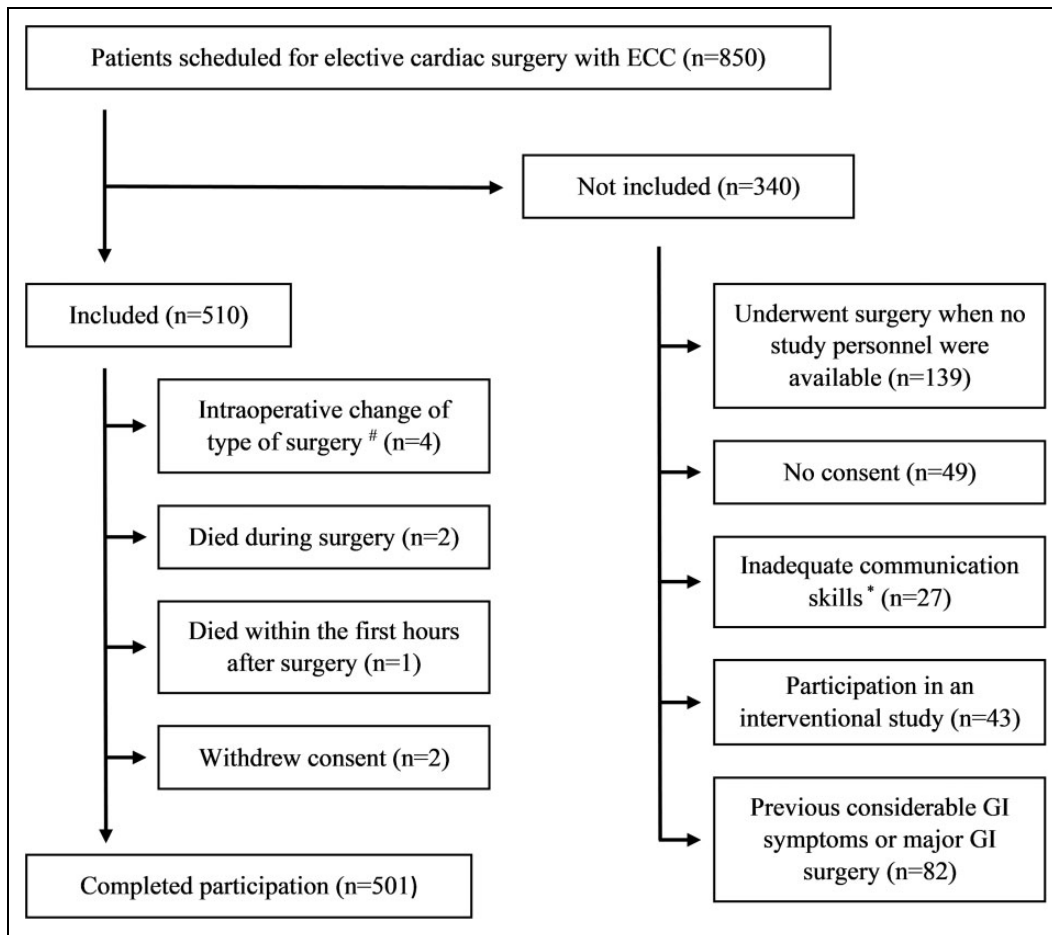 Patients scheduled for elective cardiac surgery with ECC (n=850)
Not included (n=340)
Included (n=510)
Underwent surgery when no
study personnel were
available (n=139)
Intraoperative change of
type of surgery # (n=4)
No consent (n=49)
Died during surgery (n=2)
Inadequate communication
skills * (n=27)
Died within the first hours
after surgery (n=1)
Participation in an
interventional study (n=43)
Withdrew consent (n=2)
Previous considerable GI
symptoms or major GI
surgery (n=82)
Completed participation (n=501)